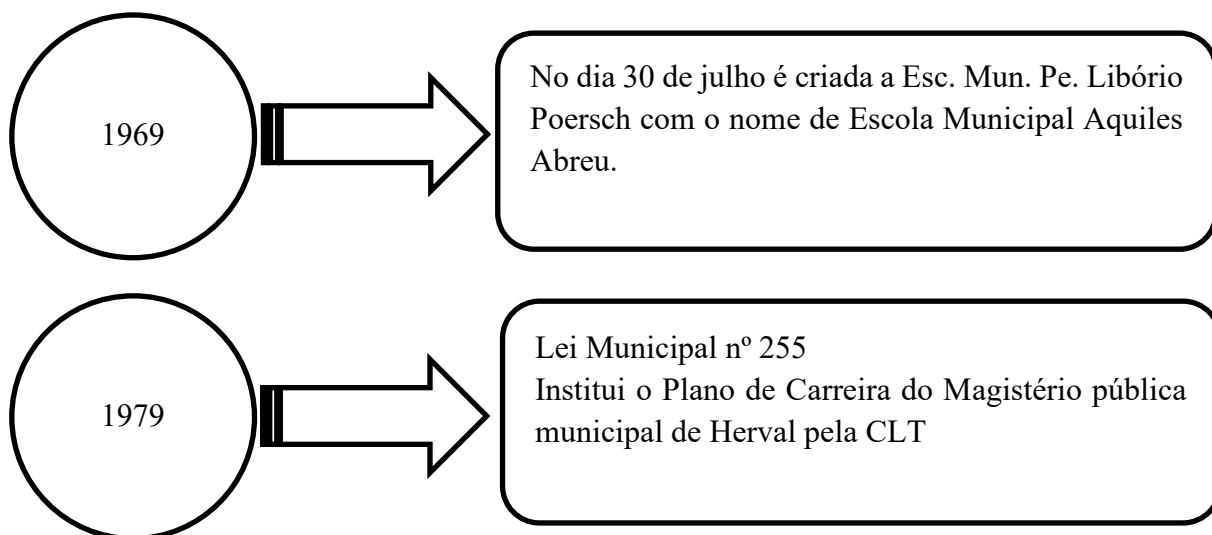 1969
No dia 30 de julho é criada a Esc. Mun. Pe. Libório
Poersch com o nome de Escola Municipal Aquiles
Abreu.
1979
Lei Municipal nº 255
Institui o Plano de Carreira do Magistério pública
municipal de Herval pela CLT